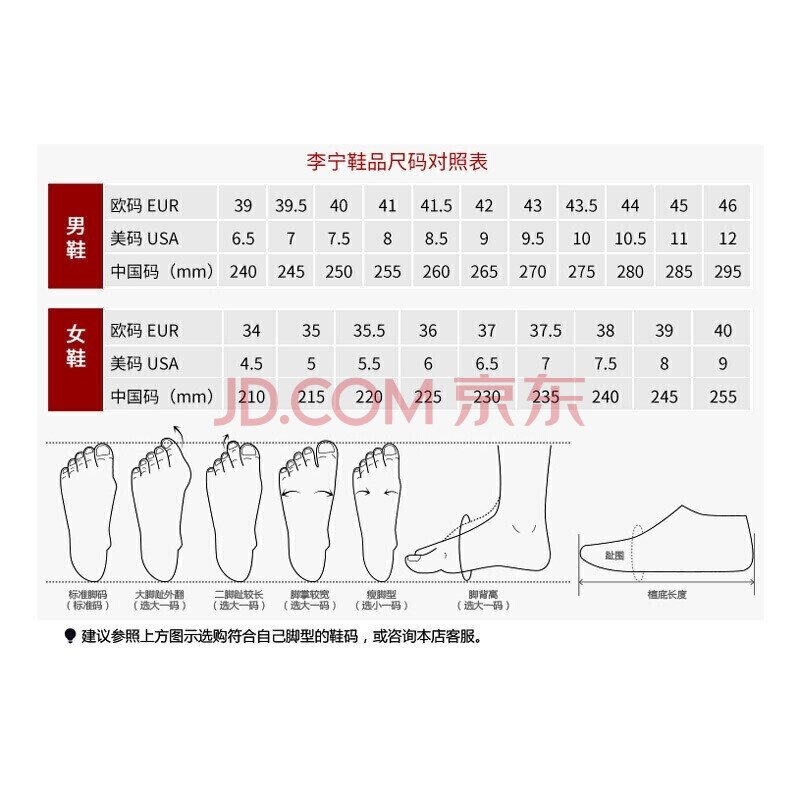 李宁鞋品尺码对照表
男鞋
欧码 EUR 39 39.5 40 41 41.5 42 43 43.5 44 45 46
美码 USA 6.5 7 7.5 8 8.5 9 9.5 10 10.5 11 12
中国码（mm） 240 245 250 255 260 265 270 275 280 285 295
女鞋
欧码 EUR 34 35 35.5 36 37 37.5 38 39 40
美码 USA 4.5 5 5.5 6 6.5 7 7.5 8 9
中国码（mm） 210 215 220 225 230 235 240 245 255
JD.COM 京东
趾围
标准脚码 大脚趾外翻 二脚趾较长 脚掌较宽 瘦脚型 脚背高 楦底长度
（标准码） （选大一码） （选大一码） （选大一码） （选小一码） （选大一码）
建议参照上方图示选购符合自己脚型的鞋码，或咨询本店客服。